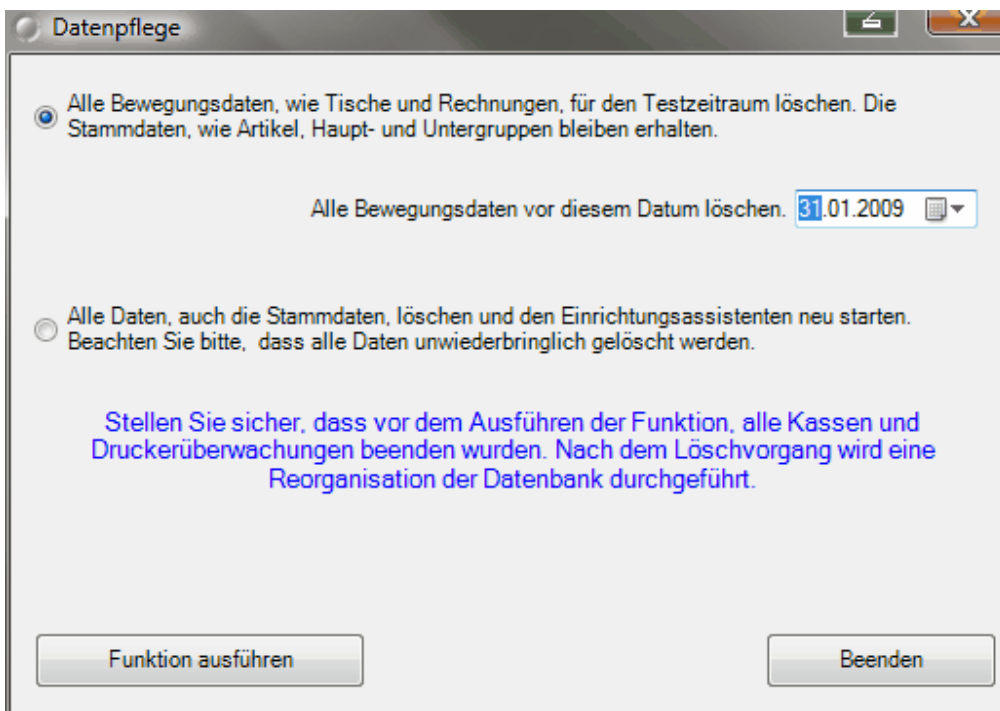 Datenpflege
Alle Bewegungsdaten, wie Tische und Rechnungen, für den Testzeitraum löschen. Die
Stammdaten, wie Artikel, Haupt- und Untergruppen bleiben erhalten.
Alle Bewegungsdaten vor diesem Datum löschen. 31.01.2009
Alle Daten, auch die Stammdaten, löschen und den Einrichtungsassistenten neu starten.
Beachten Sie bitte,  dass alle Daten unwiederbringlich gelöscht werden.
Stellen Sie sicher, dass vor dem Ausführen der Funktion, alle Kassen und
Druckerüberwachungen beenden wurden. Nach dem Löschvorgang wird eine
Reorganisation der Datenbank durchgeführt.
Funktion ausführen
Beenden